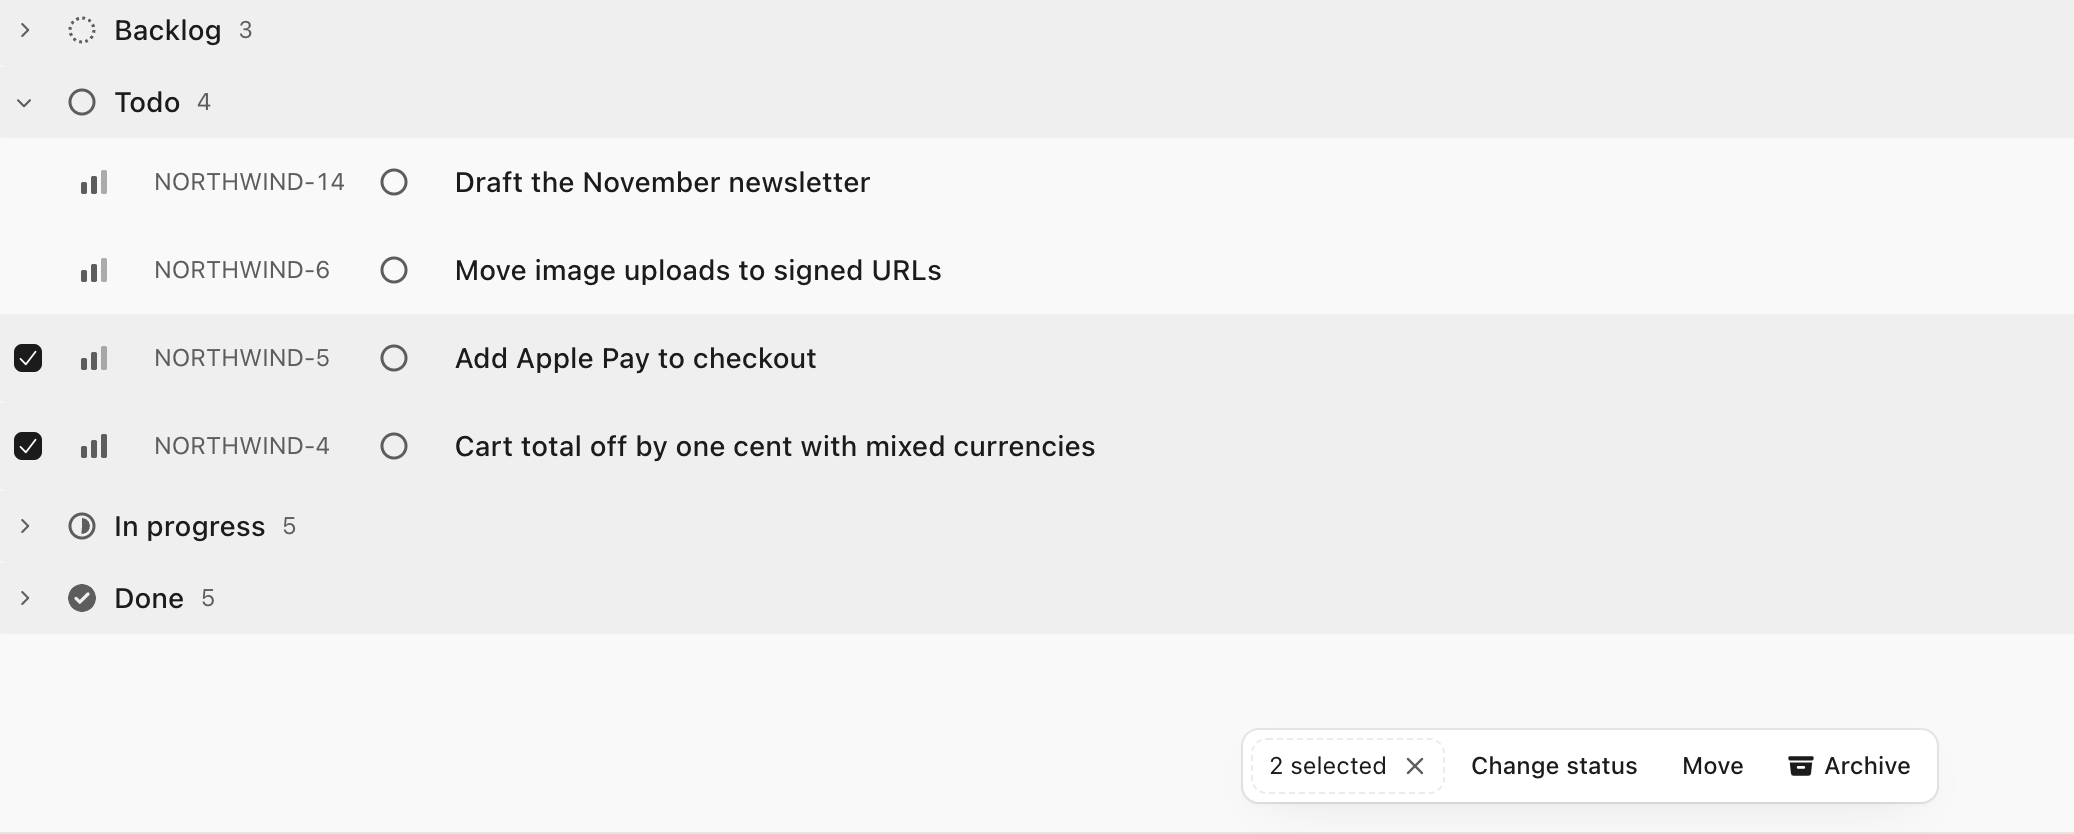 Backlog 3
Todo 4
NORTHWIND-14 Draft the November newsletter
NORTHWIND-6 Move image uploads to signed URLs
NORTHWIND-5 Add Apple Pay to checkout
NORTHWIND-4 Cart total off by one cent with mixed currencies
In progress 5
Done 5
2 selected Change status Move Archive